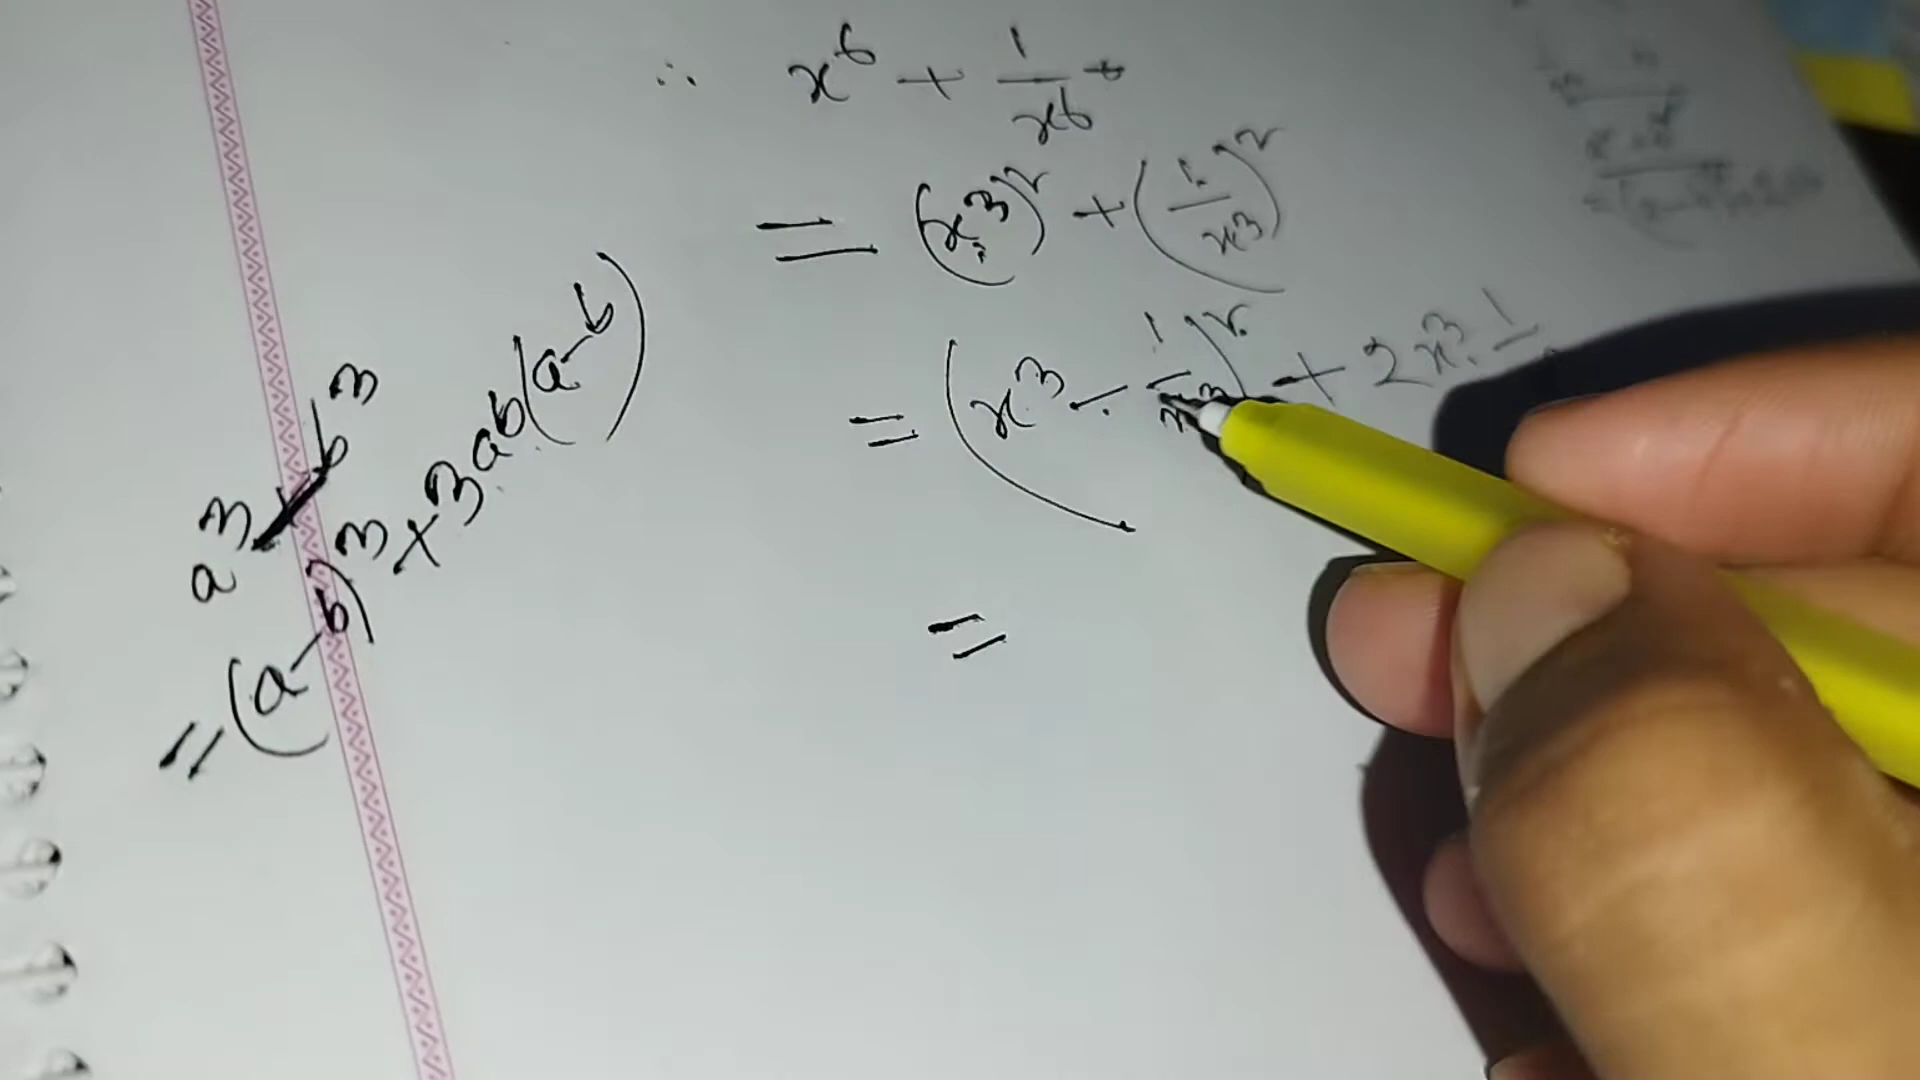 ∴ x⁶ + 1/x⁶
= (x³)² + (1/x³)²
= (x³ - 1/x³)² + 2x³. 1
=
a³ - b³
= (a-b)³ + 3ab(a-b)